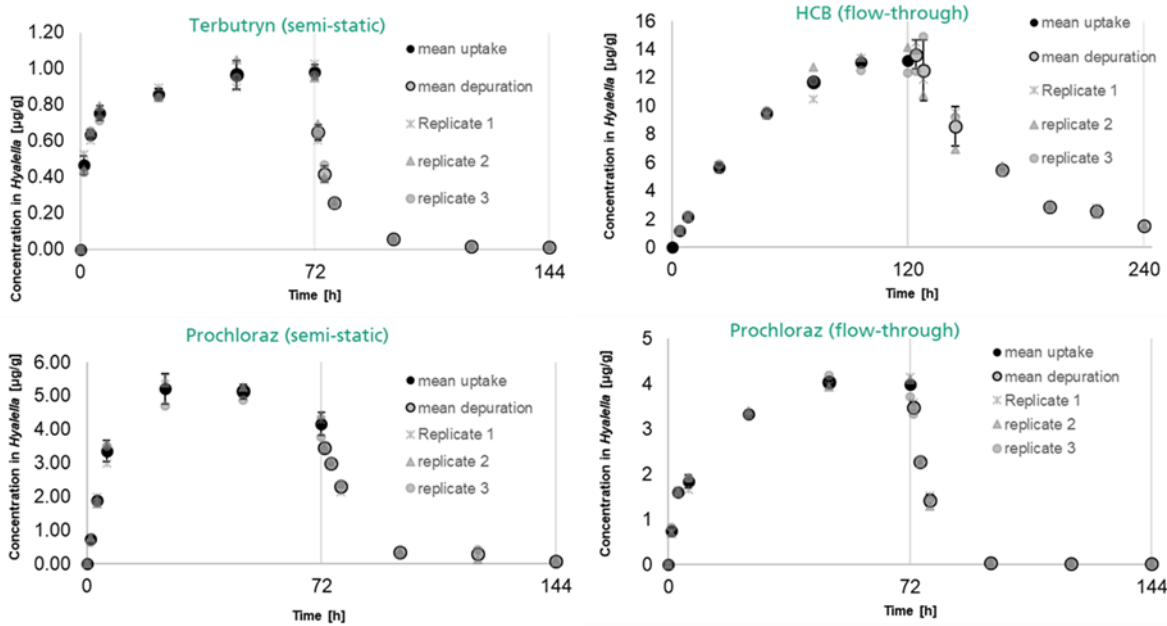 Terbutryn (semi-static)
1.20
1.00
0.80
0.60
0.40
0.20
0.00
Concentration in Hyalella [µg/g]
mean uptake
mean depuration
Replicate 1
replicate 2
replicate 3
0
72
144
Time [h]
HCB (flow-through)
16
14
12
10
8
6
4
2
0
Concentration in Hyalella [µg/g]
mean uptake
mean depuration
Replicate 1
replicate 2
replicate 3
0
120
240
Time [h]
Prochloraz (semi-static)
6.00
5.00
4.00
3.00
2.00
1.00
0.00
Concentration in Hyalella [µg/g]
mean uptake
mean depuration
Replicate 1
replicate 2
replicate 3
0
72
144
Time [h]
Prochloraz (flow-through)
5
4
3
2
1
0
Concentration in Hyalella [µg/g]
mean uptake
mean depuration
Replicate 1
replicate 2
replicate 3
0
72
144
Time [h]